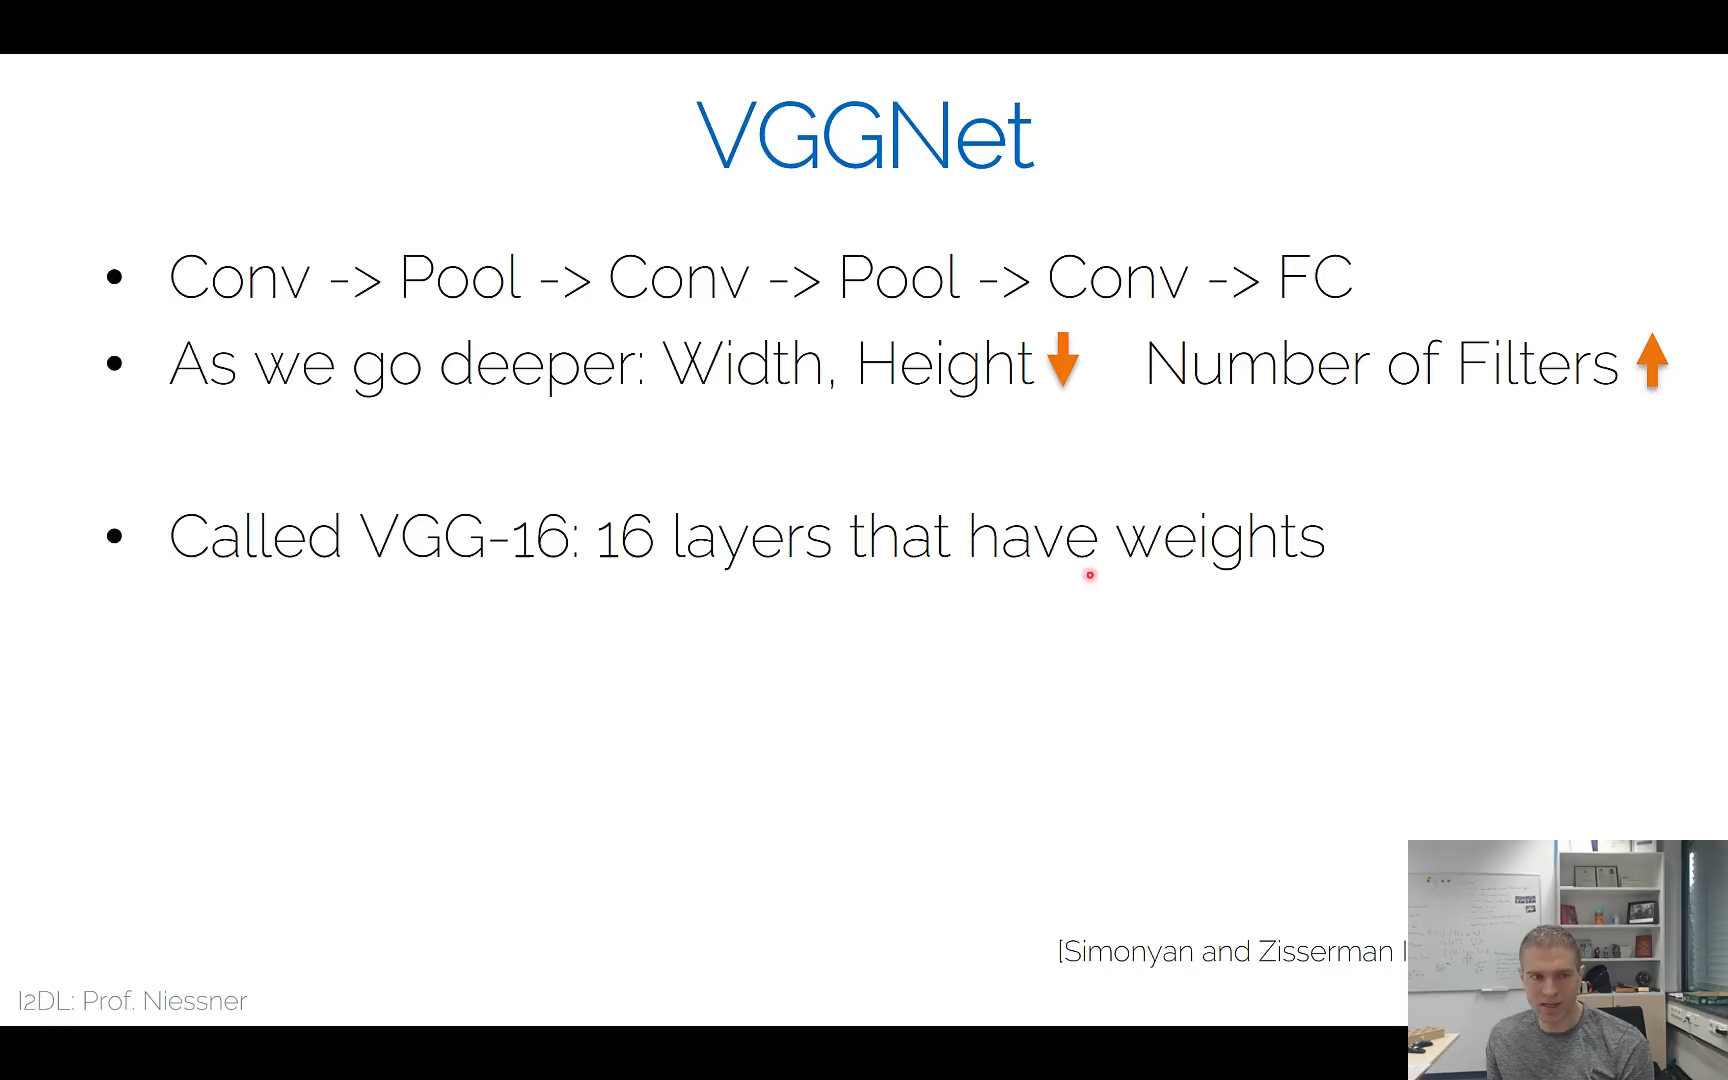 VGGNet
• Conv -> Pool -> Conv -> Pool -> Conv -> FC
• As we go deeper: Width, Height Number of Filters
• Called VGG-16: 16 layers that have weights
[Simonyan and Zisserman
I2DL: Prof. Niessner